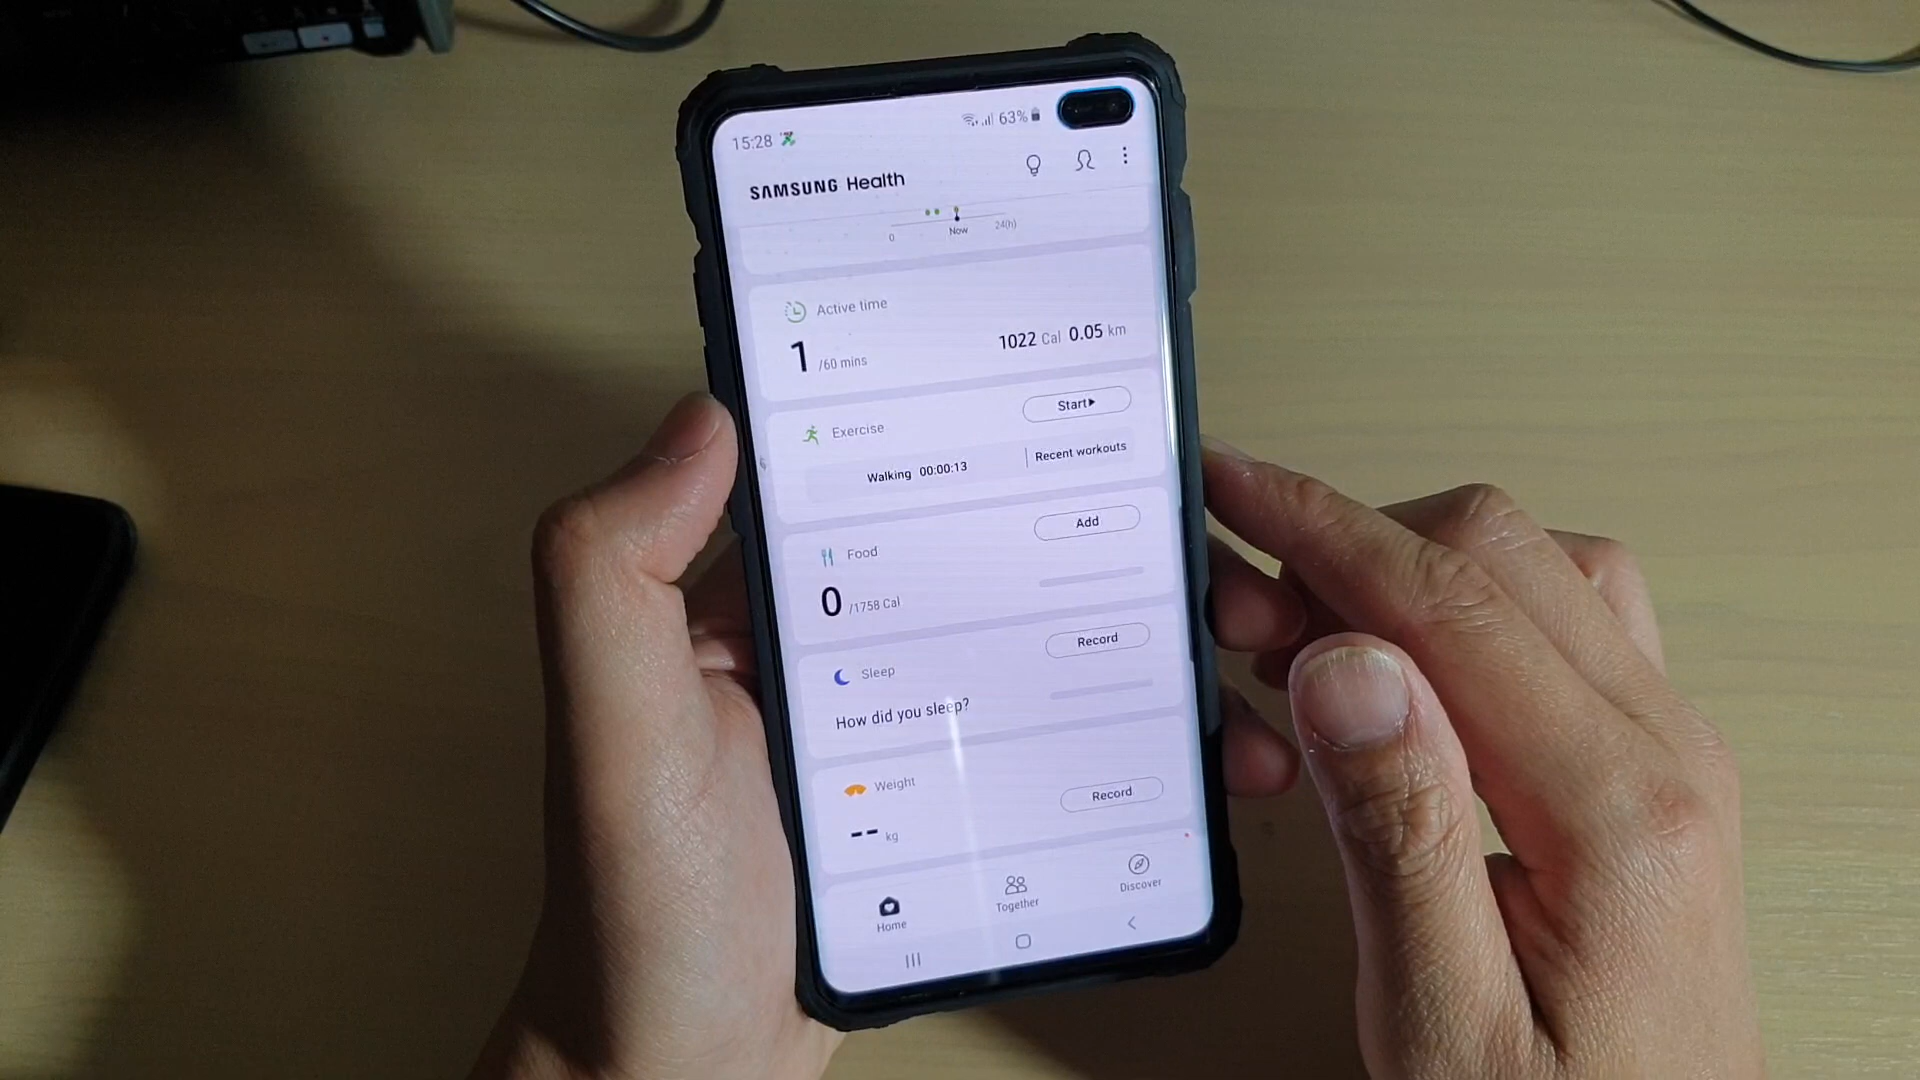 15:28 63%
SAMSUNG Health
0 Now 24(h)
Active time
1 /60 mins 1022 Cal 0.05 km
Exercise Start
Walking 00:00:13 Recent workouts
Food Add
0 /1758 Cal
Sleep Record
How did you sleep?
Weight Record
-- kg
Home Together Discover